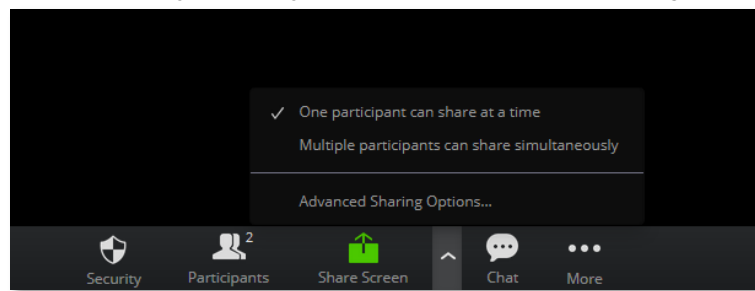 One participant can share at a time
Multiple participants can share simultaneously
Advanced Sharing Options...
2
Security Participants Share Screen Chat More